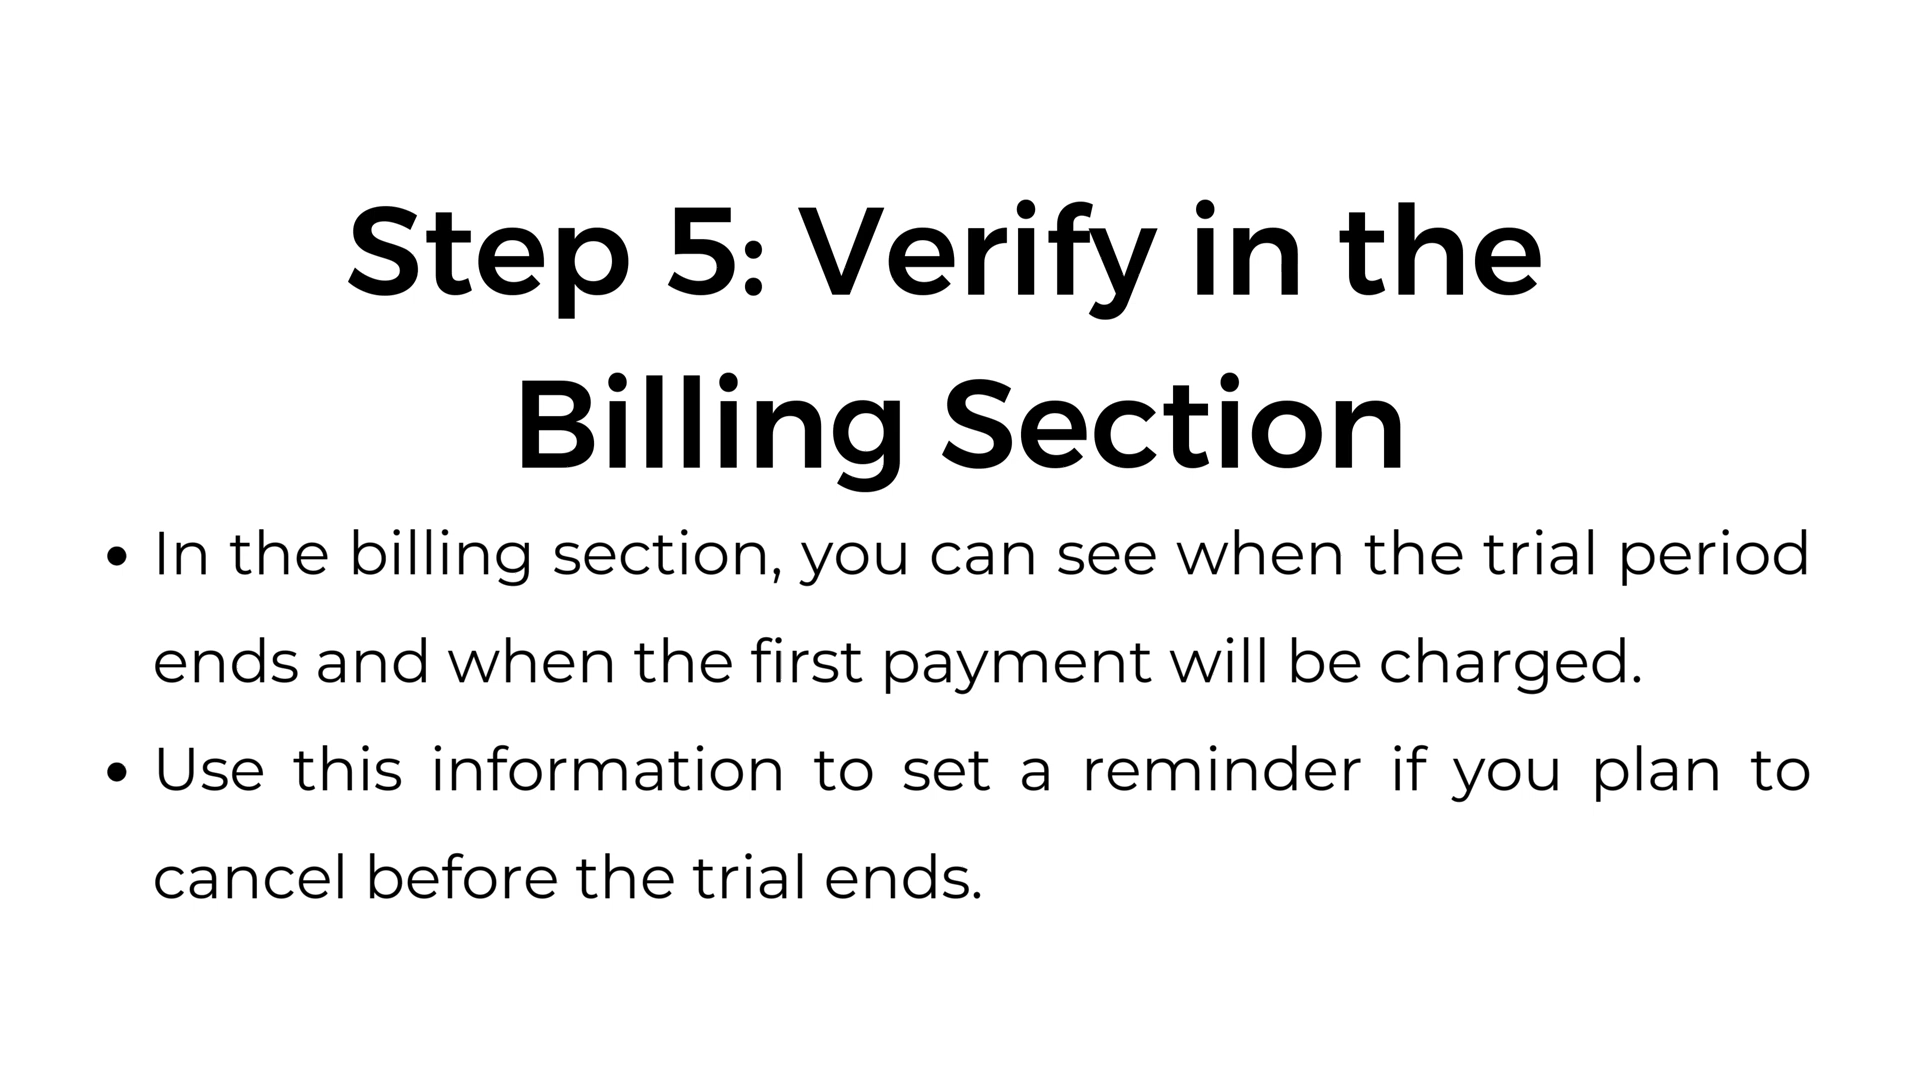 Step 5: Verify in the
Billing Section
• In the billing section, you can see when the trial period
ends and when the first payment will be charged.
• Use this information to set a reminder if you plan to
cancel before the trial ends.